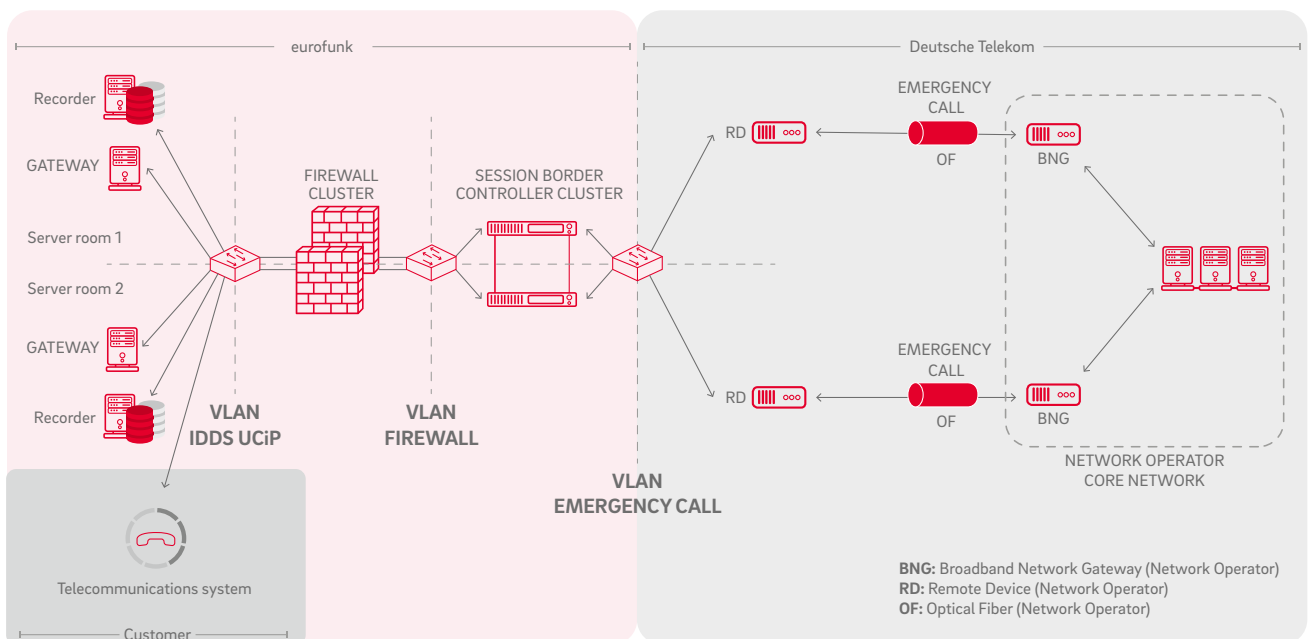 eurofunk
Deutsche Telekom
Recorder
GATEWAY
Server room 1
Server room 2
GATEWAY
Recorder
FIREWALL
CLUSTER
SESSION BORDER
CONTROLLER CLUSTER
VLAN
IDDS UCiP
VLAN
FIREWALL
VLAN
EMERGENCY CALL
RD
EMERGENCY
CALL
OF
BNG
RD
EMERGENCY
CALL
OF
BNG
NETWORK OPERATOR
CORE NETWORK
Telecommunications system
Customer
BNG: Broadband Network Gateway (Network Operator)
RD: Remote Device (Network Operator)
OF: Optical Fiber (Network Operator)